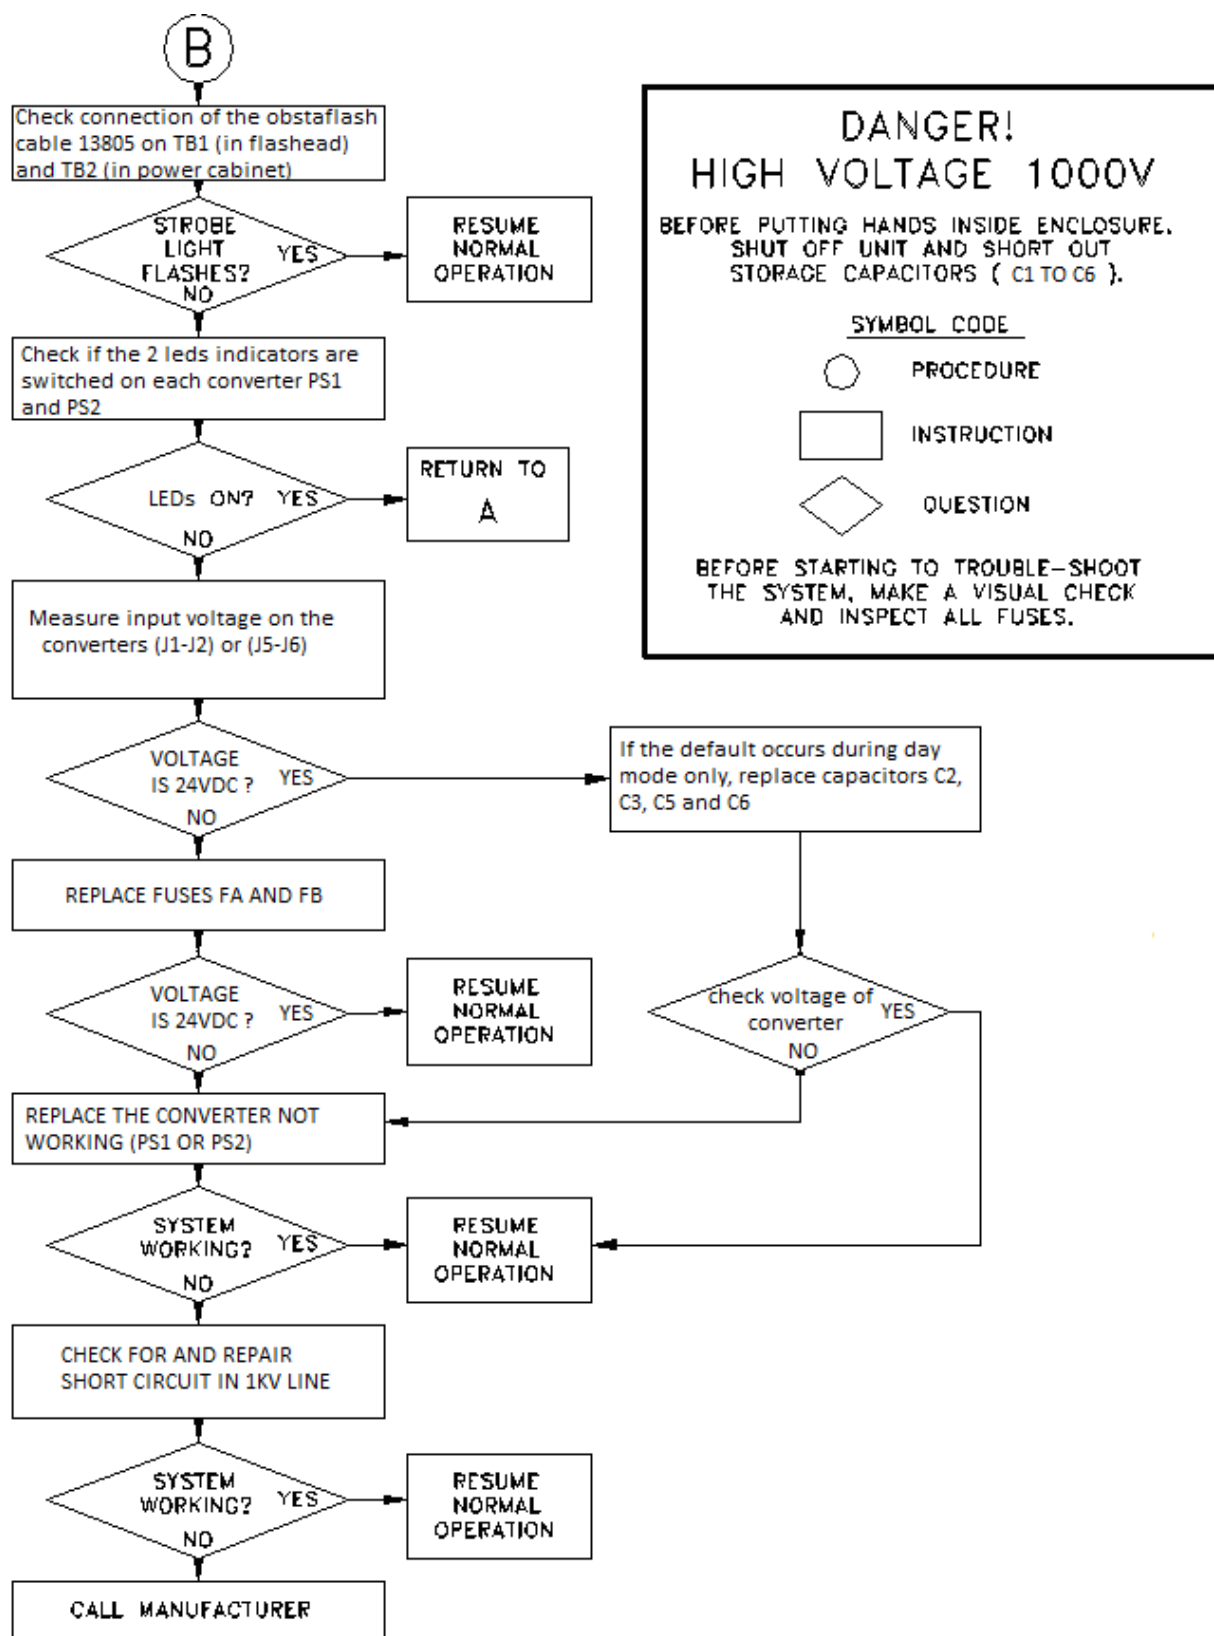 B
Check connection of the obstaflash
cable 13805 on TB1 (in flashead)
and TB2 (in power cabinet)
STROBE
LIGHT
FLASHES?
YES
NO
RESUME
NORMAL
OPERATION
Check if the 2 leds indicators are
switched on each converter PS1
and PS2
LEDs ON? YES
NO
RETURN TO
A
Measure input voltage on the
converters (J1-J2) or (J5-J6)
VOLTAGE
IS 24VDC ?
YES
NO
If the default occurs during day
mode only, replace capacitors C2,
C3, C5 and C6
REPLACE FUSES FA AND FB
VOLTAGE
IS 24VDC ?
YES
NO
RESUME
NORMAL
OPERATION
check voltage of
converter
YES
NO
REPLACE THE CONVERTER NOT
WORKING (PS1 OR PS2)
SYSTEM
WORKING?
YES
NO
RESUME
NORMAL
OPERATION
CHECK FOR AND REPAIR
SHORT CIRCUIT IN 1KV LINE
SYSTEM
WORKING?
YES
NO
RESUME
NORMAL
OPERATION
CALL MANUFACTURER
DANGER!
HIGH VOLTAGE 1000V
BEFORE PUTTING HANDS INSIDE ENCLOSURE.
SHUT OFF UNIT AND SHORT OUT
STORAGE CAPACITORS ( C1 TO C6 ).
SYMBOL CODE
PROCEDURE
INSTRUCTION
QUESTION
BEFORE STARTING TO TROUBLE-SHOOT
THE SYSTEM, MAKE A VISUAL CHECK
AND INSPECT ALL FUSES.